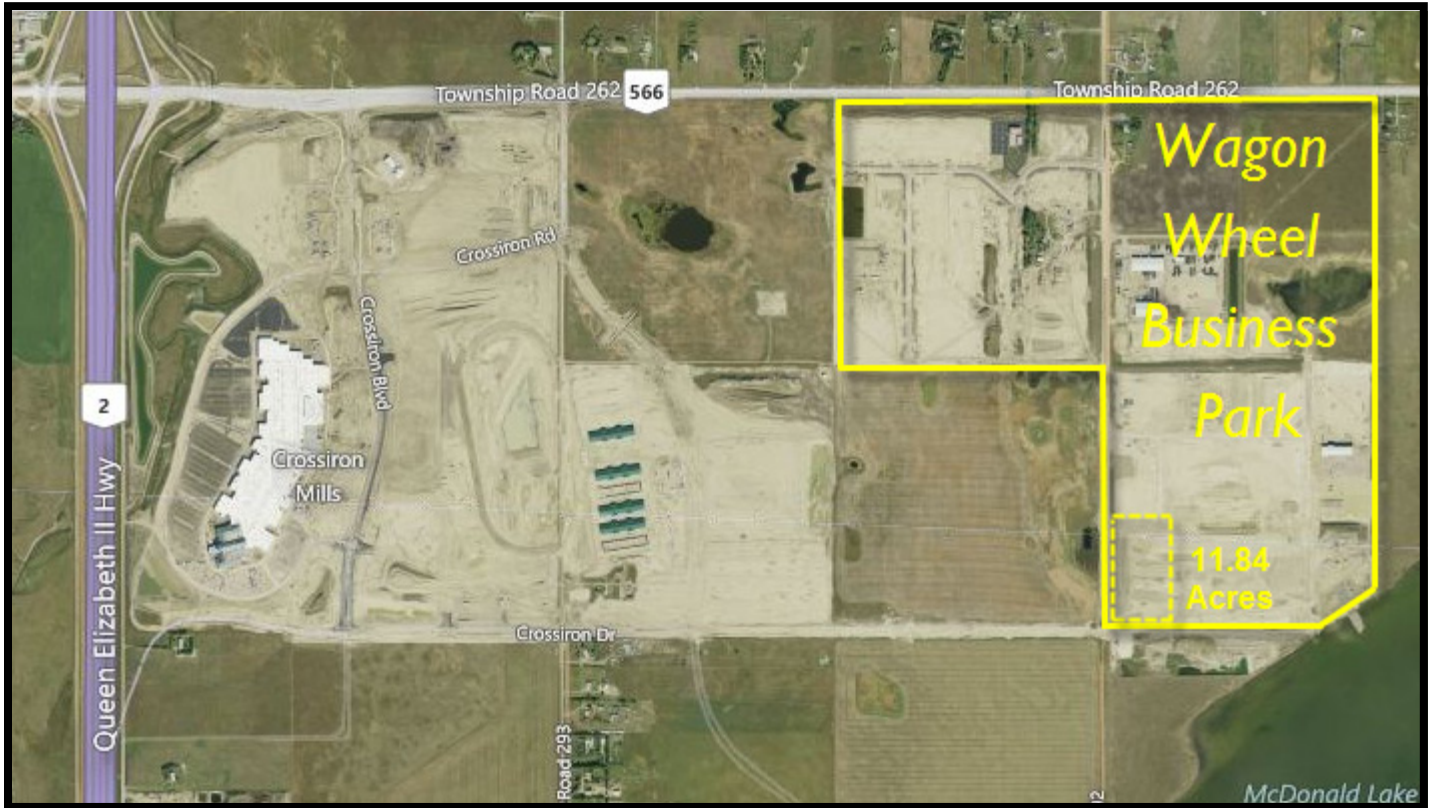 Township Road 262
566
Township Road 262
Wagon
Wheel
Business
Park
Crossiron Rd
Crossiron Blvd
2
Crossiron
Mills
Queen Elizabeth II Hwy
11.84
Acres
Crossiron Dr
Road 293
McDonald Lake